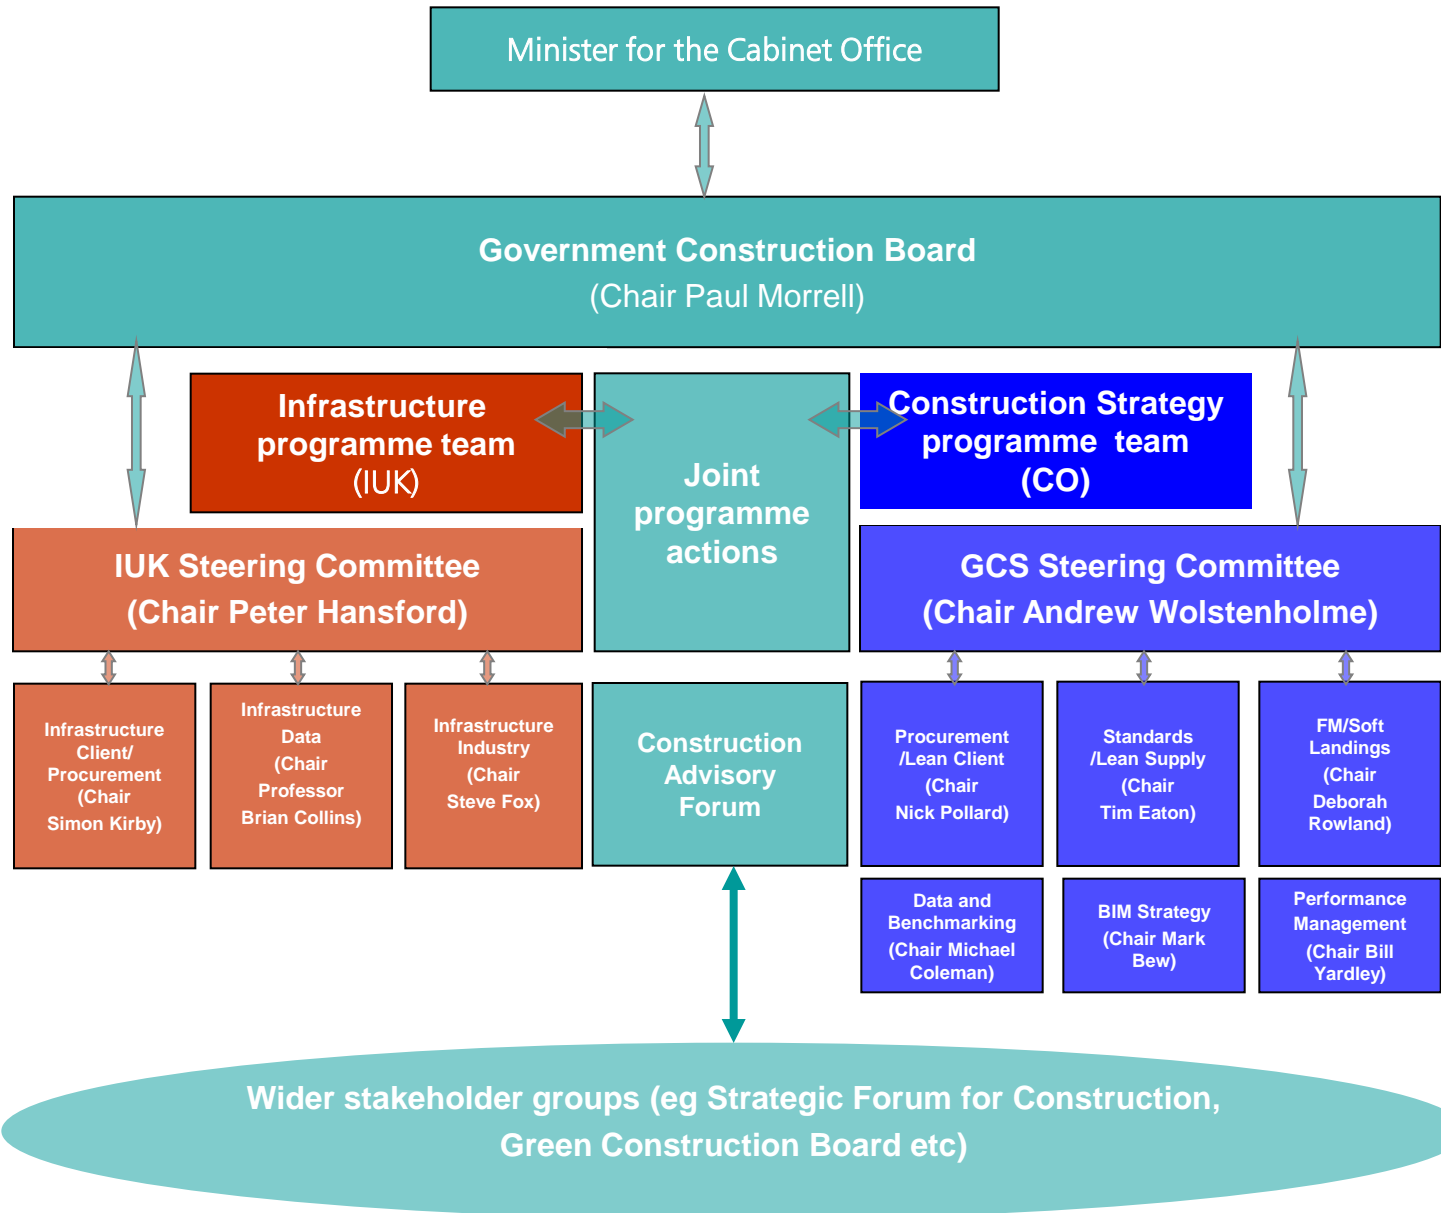 Minister for the Cabinet Office
Government Construction Board
(Chair Paul Morrell)
Infrastructure
programme team
(IUK)
Joint
programme
actions
Construction Strategy
programme team
(CO)
IUK Steering Committee
(Chair Peter Hansford)
GCS Steering Committee
(Chair Andrew Wolstenholme)
Infrastructure
Client/
Procurement
(Chair
Simon Kirby)
Infrastructure
Data
(Chair
Professor
Brian Collins)
Infrastructure
Industry
(Chair
Steve Fox)
Construction
Advisory
Forum
Procurement
/Lean Client
(Chair
Nick Pollard)
Standards
/Lean Supply
(Chair
Tim Eaton)
FM/Soft
Landings
(Chair
Deborah
Rowland)
Data and
Benchmarking
(Chair Michael
Coleman)
BIM Strategy
(Chair Mark
Bew)
Performance
Management
(Chair Bill
Yardley)
Wider stakeholder groups (eg Strategic Forum for Construction,
Green Construction Board etc)